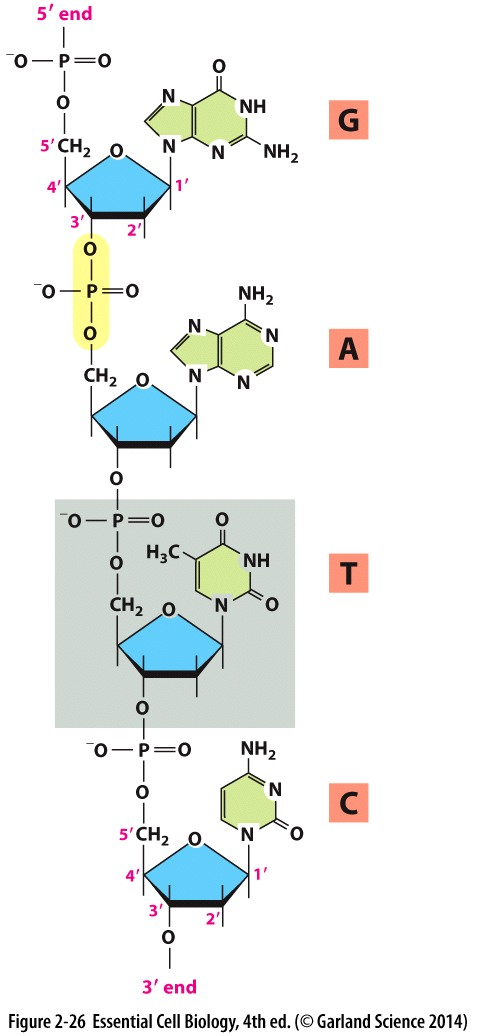 5′ end
⁻O P O
O
N O NH
5′ CH₂ O N N NH₂
G
4′ 1′
3′ 2′
O
⁻O P O
O
NH₂
N N
A
CH₂ O N N
O
⁻O P O
O
H₃C O NH
T
CH₂ O N O
O
⁻O P O
NH₂
O N
C
5′ CH₂ O N O
4′ 1′
3′ 2′
O
3′ end
Figure 2-26 Essential Cell Biology, 4th ed. (© Garland Science 2014)